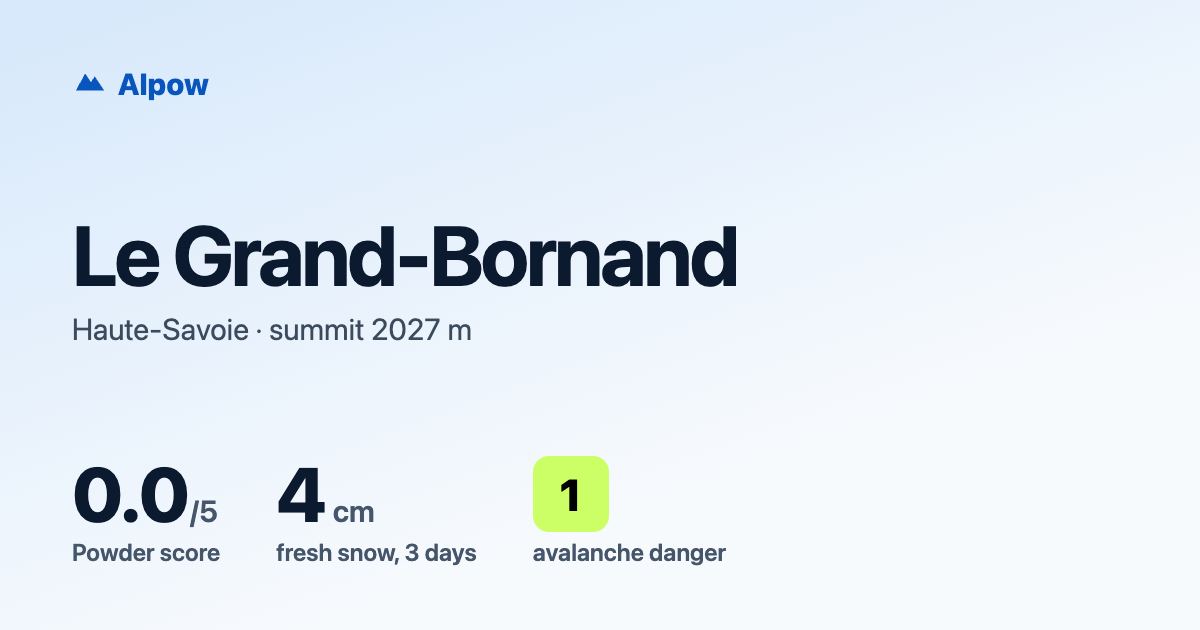 Alpow
Le Grand-Bornand
Haute-Savoie · summit 2027 m
0.0/5
Powder score
4 cm
fresh snow, 3 days
1
avalanche danger